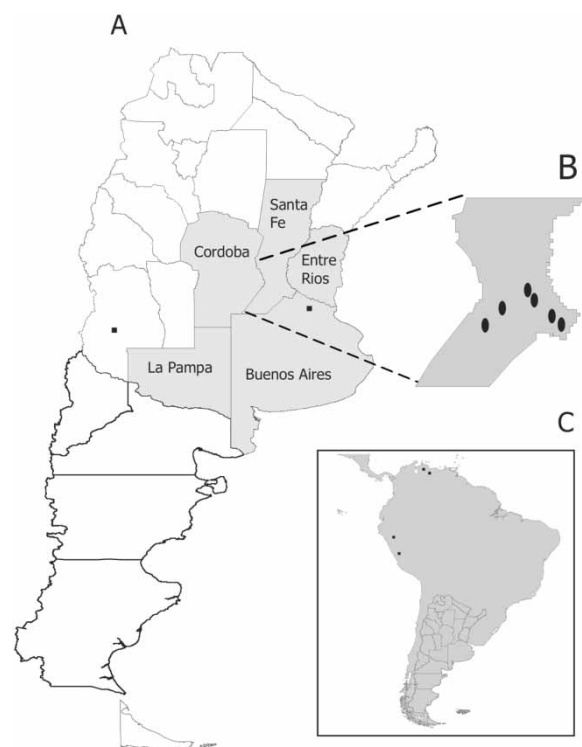 A
B
Santa
Fe
Cordoba
Entre
Rios
La Pampa
Buenos Aires
C